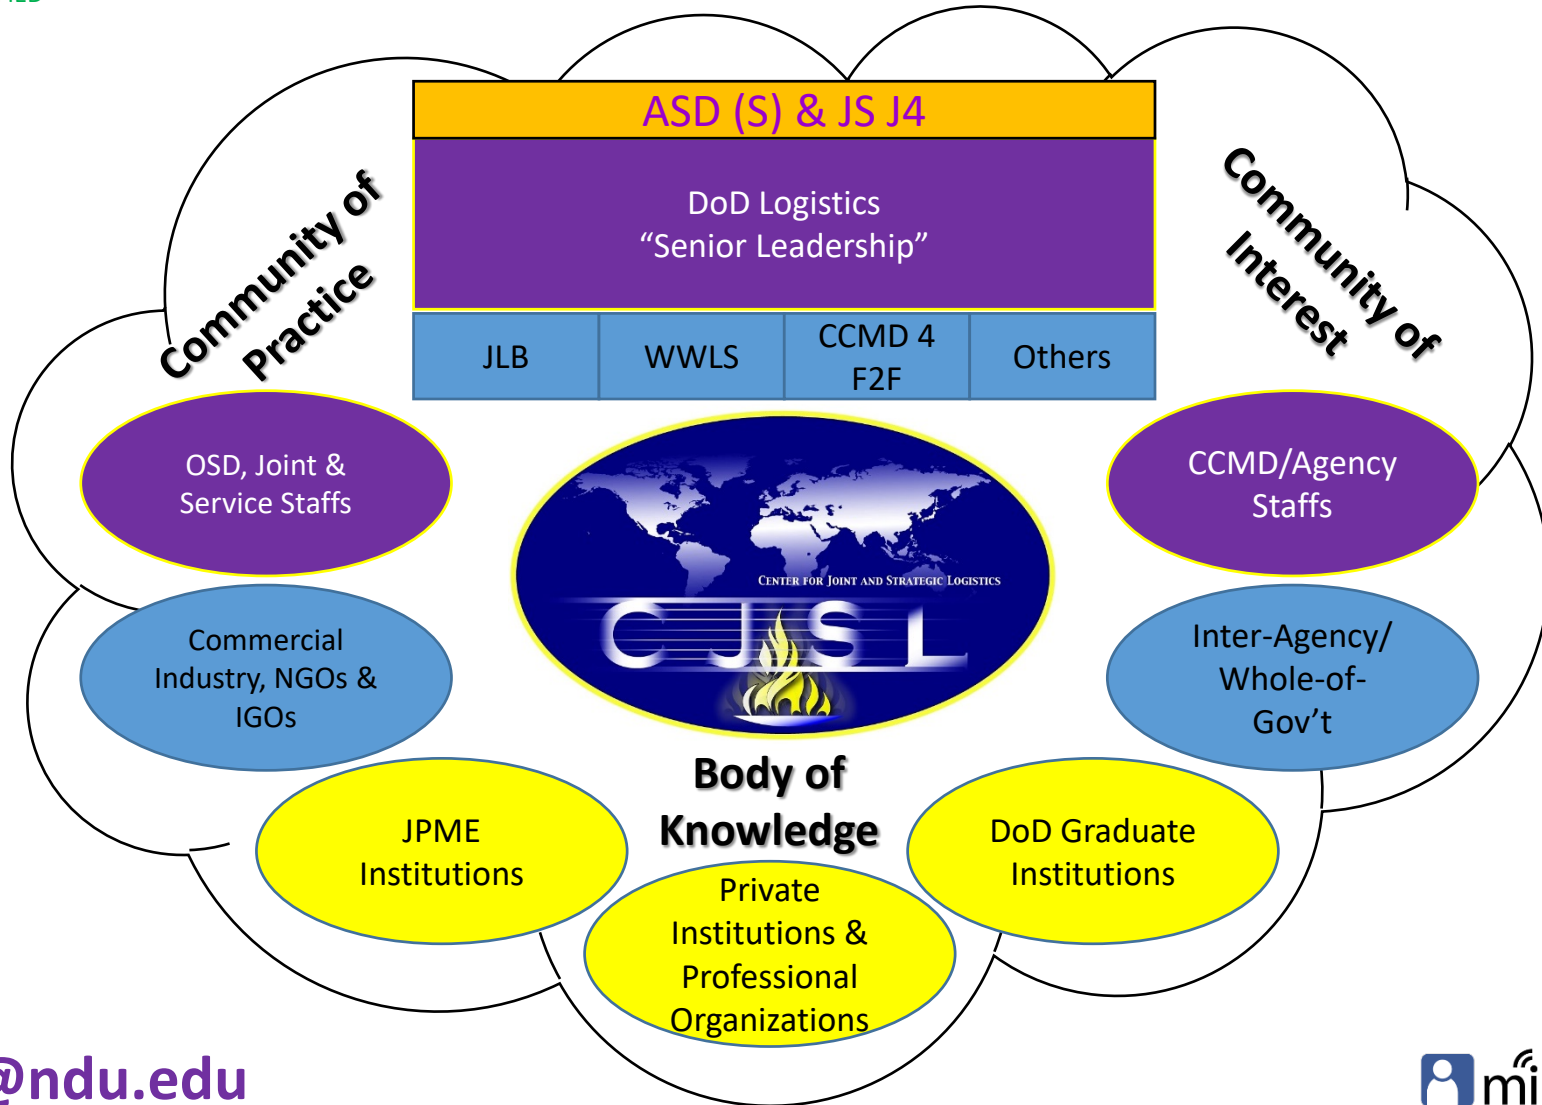 ASD (S) & JS J4
DoD Logistics
“Senior Leadership”
JLB
WWLS
CCMD 4
F2F
Others
Community of
Practice
Community of
Interest
OSD, Joint &
Service Staffs
CCMD/Agency
Staffs
CENTER FOR JOINT AND STRATEGIC LOGISTICS
CJSL
Commercial
Industry, NGOs &
IGOs
Inter-Agency/
Whole-of-
Gov’t
Body of
Knowledge
JPME
Institutions
DoD Graduate
Institutions
Private
Institutions &
Professional
Organizations
@ndu.edu
mi